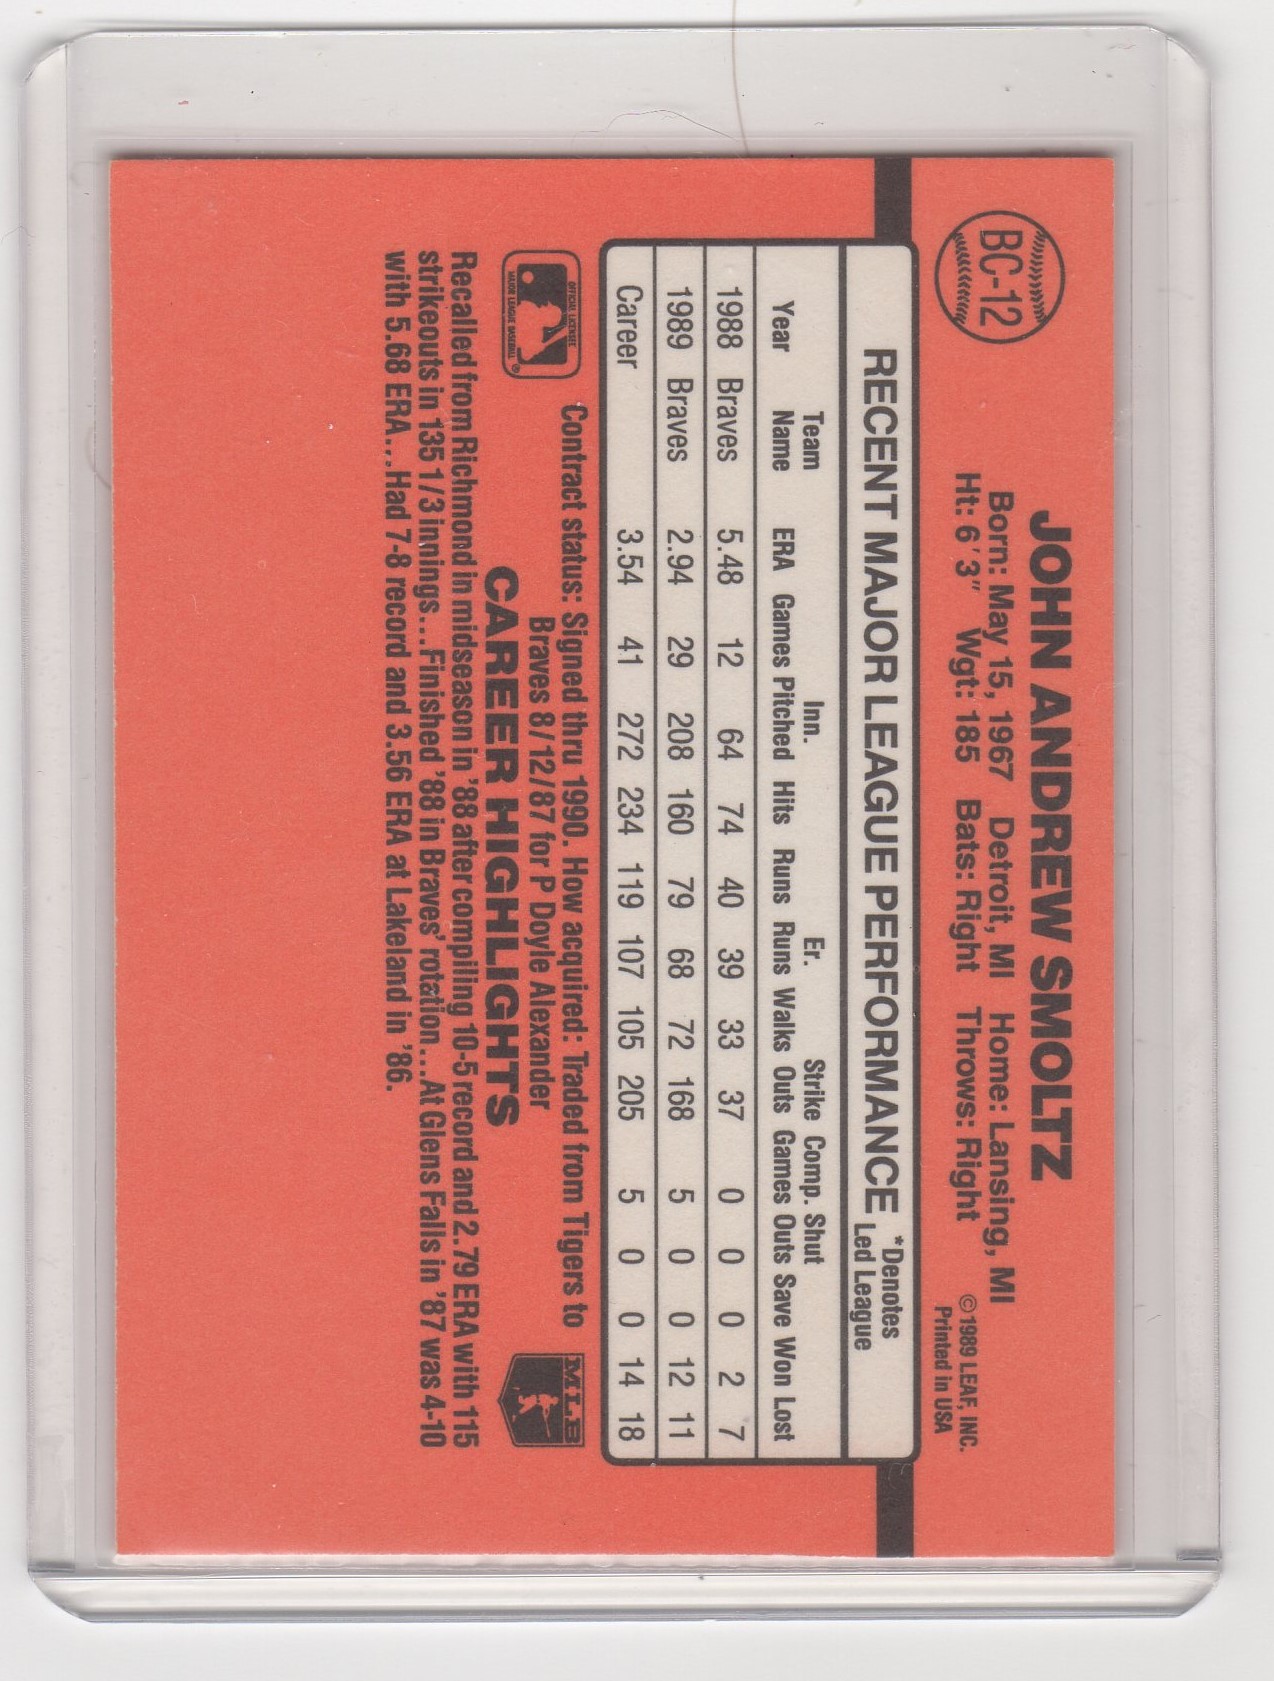 BC-12
JOHN ANDREW SMOLTZ
Born: May 15, 1967 Detroit, MI Home: Lansing, MI
Ht: 6'3" Wgt: 185 Bats: Right Throws: Right
©1989 LEAF, INC.
Printed in USA
RECENT MAJOR LEAGUE PERFORMANCE
*Denotes
Led League
Team Inn. Er. Strike Comp. Shut
Year Name ERA Games Pitched Hits Runs Runs Walks Outs Games Outs Save Won Lost
1988 Braves 5.48 12 64 74 40 39 33 37 0 0 0 2 7
1989 Braves 2.94 29 208 160 79 68 72 168 5 0 0 12 11
Career 3.54 41 272 234 119 107 105 205 5 0 0 14 18
OFFICIAL LICENSEE
MAJOR LEAGUE BASEBALL ®
Contract status: Signed thru 1990. How acquired: Traded from Tigers to
Braves 8/12/87 for P Doyle Alexander
MLB
CAREER HIGHLIGHTS
Recalled from Richmond in midseason in '88 after compiling 10-5 record and 2.79 ERA with 115
strikeouts in 135 1/3 innings...Finished '88 in Braves' rotation...At Glens Falls in '87 was 4-10
with 5.68 ERA...Had 7-8 record and 3.56 ERA at Lakeland in '86.